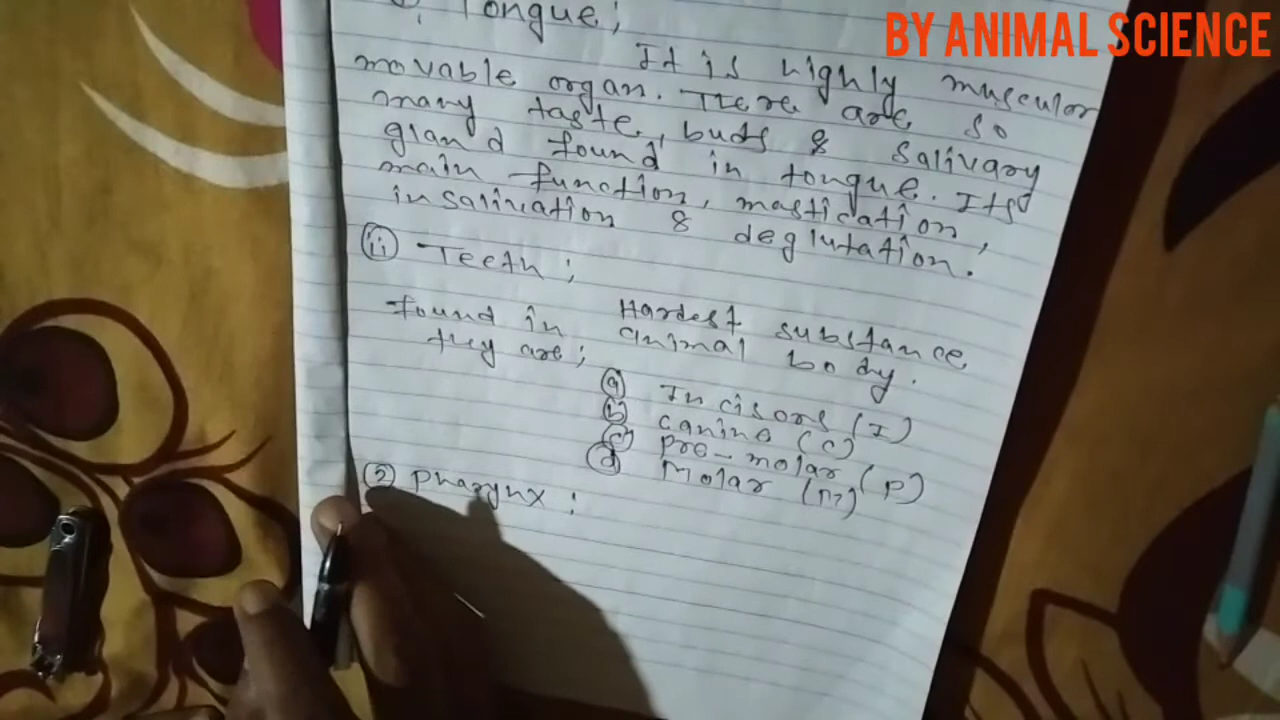 BY ANIMAL SCIENCE
Tongue;
It is highly musculor
movable organ. There are so
many taste, buds & salivary
gland found in tongue. Its
main function, mastication,
insalivation & deglutation.
(ii) Teeth;
Hardest substance
found in animal body.
they are;
(a) Incisors (I)
(b) canine (C)
(c) pre-molar (P)
(d) Molar (M)
(2) pharynx: